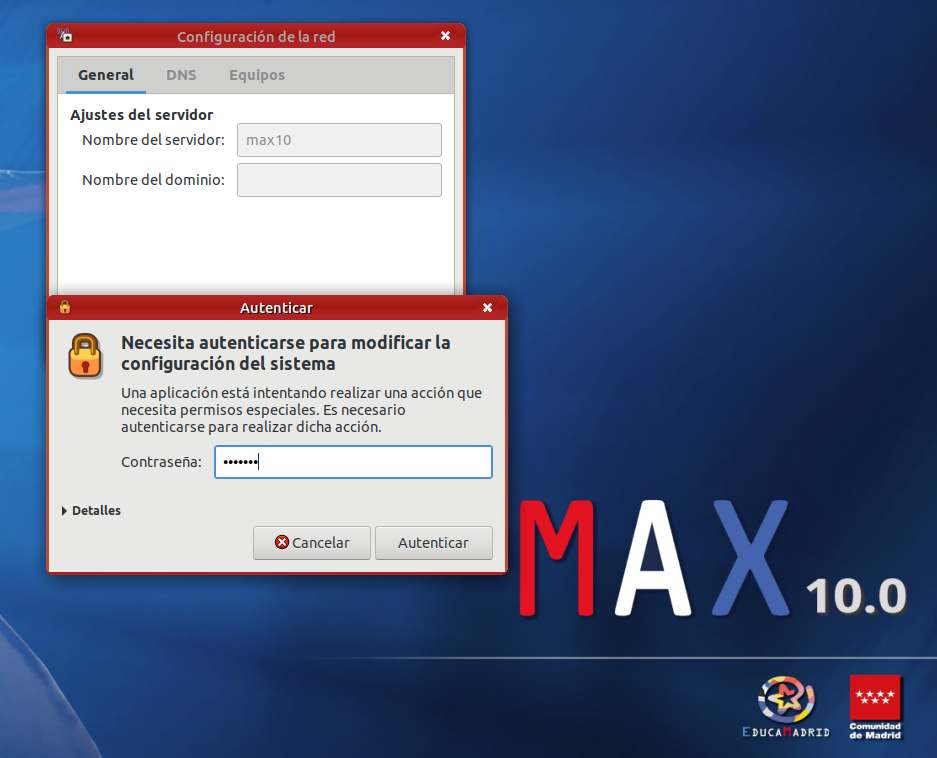 Configuración de la red
General DNS Equipos
Ajustes del servidor
Nombre del servidor: max10
Nombre del dominio:
Autenticar
Necesita autenticarse para modificar la
configuración del sistema
Una aplicación está intentando realizar una acción que
necesita permisos especiales. Es necesario
autenticarse para realizar dicha acción.
Contraseña: •••••••
Detalles
Cancelar Autenticar
MAX 10.0
EDUCAMADRID
Comunidad
de Madrid